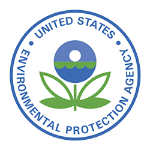 UNITED STATES
ENVIRONMENTAL PROTECTION AGENCY